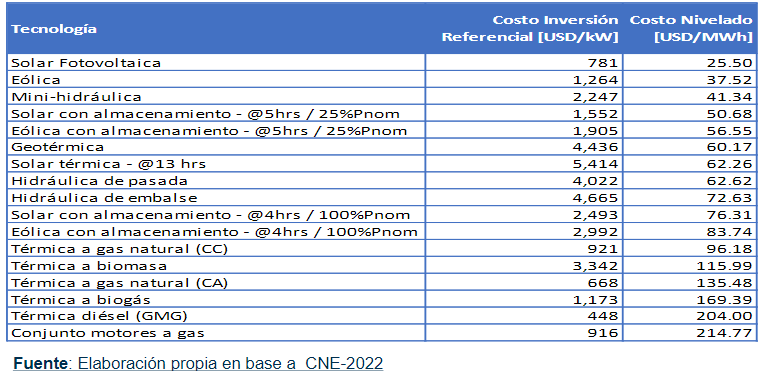 Tecnología Costo Inversión Referencial [USD/kW] Costo Nivelado [USD/MWh]
Solar Fotovoltaica 781 25.50
Eólica 1,264 37.52
Mini-hidráulica 2,247 41.34
Solar con almacenamiento - @5hrs / 25%Pnom 1,552 50.68
Eólica con almacenamiento - @5hrs / 25%Pnom 1,905 56.55
Geotérmica 4,436 60.17
Solar térmica - @13 hrs 5,414 62.26
Hidráulica de pasada 4,022 62.62
Hidráulica de embalse 4,665 72.63
Solar con almacenamiento - @4hrs / 100%Pnom 2,493 76.31
Eólica con almacenamiento - @4hrs / 100%Pnom 2,992 83.74
Térmica a gas natural (CC) 921 96.18
Térmica a biomasa 3,342 115.99
Térmica a gas natural (CA) 668 135.48
Térmica a biogás 1,173 169.39
Térmica diésel (GMG) 448 204.00
Conjunto motores a gas 916 214.77
Fuente: Elaboración propia en base a CNE-2022